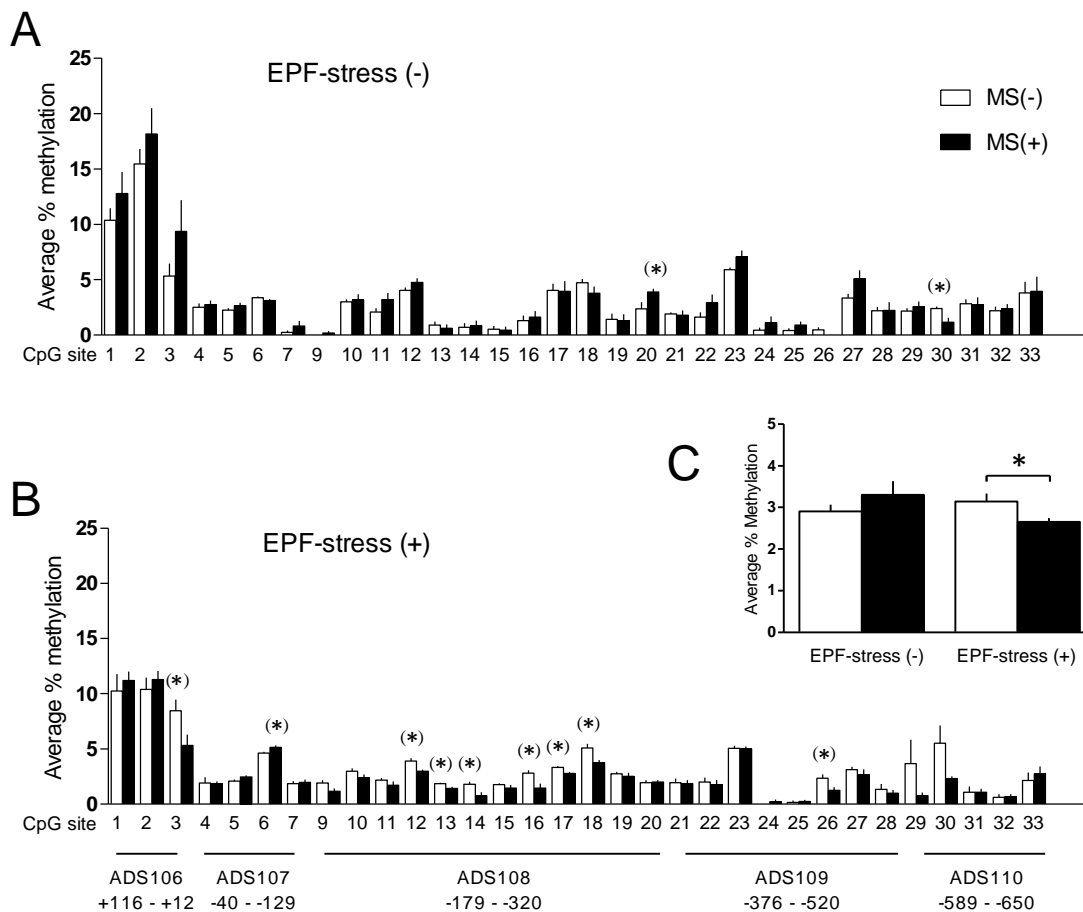 A
EPF-stress (-)
MS(-)
MS(+)
Average % methylation
25
20
15
10
5
0
(*)
(*)
CpG site
1 2 3 4 5 6 7 9 10 11 12 13 14 15 16 17 18 19 20 21 22 23 24 25 26 27 28 29 30 31 32 33
C
Average % Methylation
5
4
3
2
1
0
*
EPF-stress (-) EPF-stress (+)
B
EPF-stress (+)
Average % methylation
25
20
15
10
5
0
(*) (*) (*) (*) (*) (*) (*) (*) (*)
CpG site
1 2 3 4 5 6 7 9 10 11 12 13 14 15 16 17 18 19 20 21 22 23 24 25 26 27 28 29 30 31 32 33
ADS106 ADS107 ADS108 ADS109 ADS110
+116 - +12 -40 - -129 -179 - -320 -376 - -520 -589 - -650